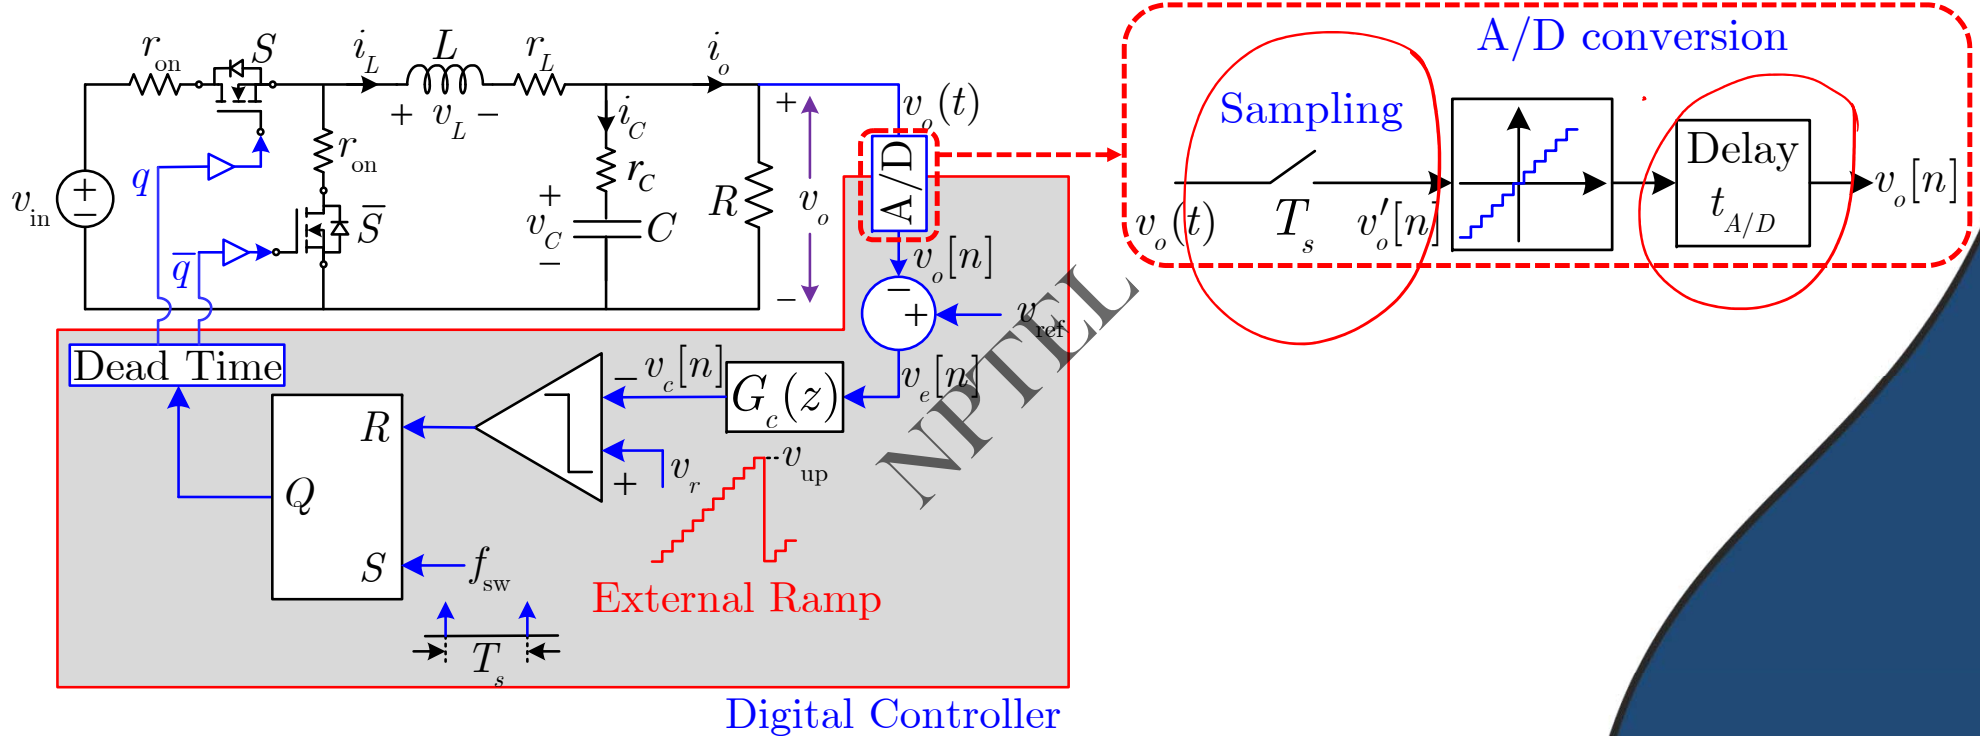 A/D conversion
r_on
S
i_L
L
r_L
i_o
+ v_L −
+
v_o(t)
Sampling
i_C
r_on
r_C
A/D
Delay
q
v_in
+
−
S̅
+
v_C
−
C
R
v_o
−
v_o(t)
T_s
v′_o[n]
t_A/D
v_o[n]
q̅
v_o[n]
−
+
v_ref
Dead Time
− v_c[n]
G_c(z)
v_e[n]
R
+
v_r
v_up
NPTEL
Q
S
f_sw
External Ramp
T_s
Digital Controller